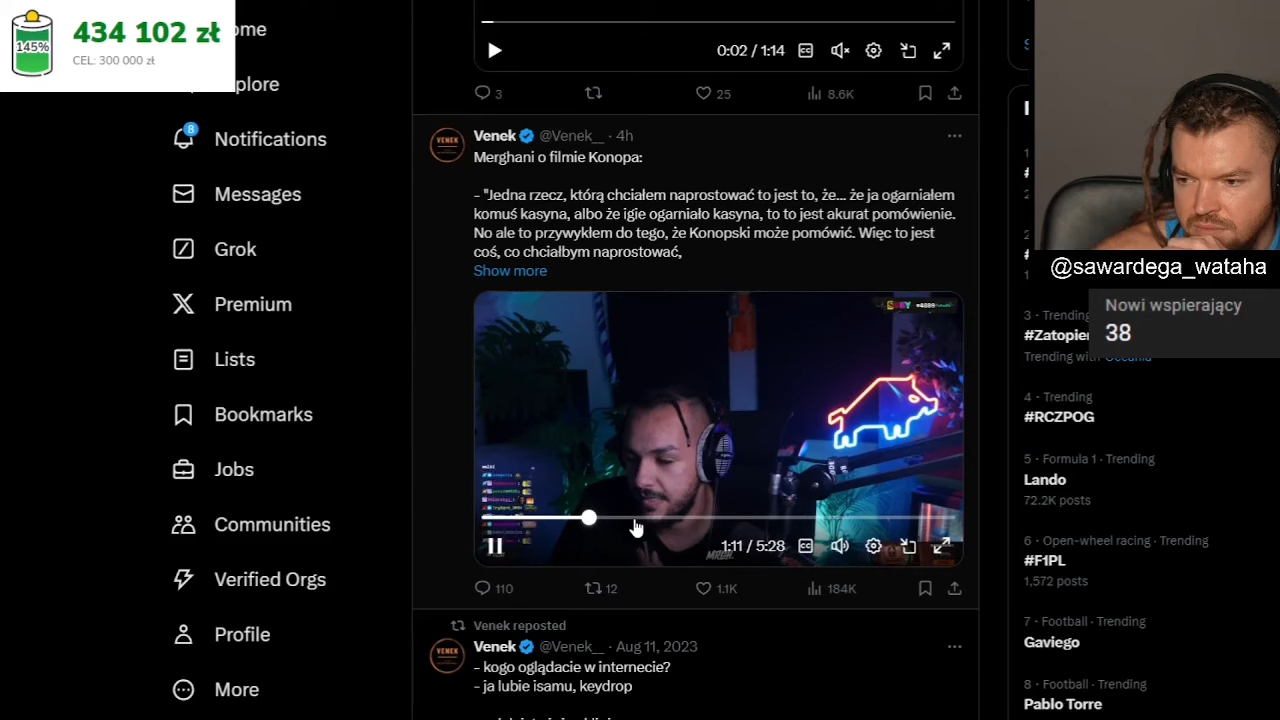 145%
434 102 zł
CEL: 300 000 zł
ome
plore
8
Notifications
Messages
Grok
Premium
Lists
Bookmarks
Jobs
Communities
Verified Orgs
Profile
More
0:02 / 1:14
CC
3
25
8.6K
Venek @Venek__ · 4h
Merghani o filmie Konopa:
- "Jedna rzecz, którą chciałem naprostować to jest to, że... że ja ogarniałem
komuś kasyna, albo że igie ogarniało kasyna, to to jest akurat pomówienie.
No ale to przywykłem do tego, że Konopski może pomówić. Więc to jest
coś, co chciałbym naprostować,
Show more
1:11 / 5:28
CC
110
12
1.1K
184K
Venek reposted
Venek @Venek__ · Aug 11, 2023
- kogo oglądacie w internecie?
- ja lubie isamu, keydrop
@sawardega_wataha
Nowi wspierający
38
3 · Trending
#Zatopie
Trending with Oceania
4 · Trending
#RCZPOG
5 · Formula 1 · Trending
Lando
72.2K posts
6 · Open-wheel racing · Trending
#F1PL
1,572 posts
7 · Football · Trending
Gaviego
8 · Football · Trending
Pablo Torre